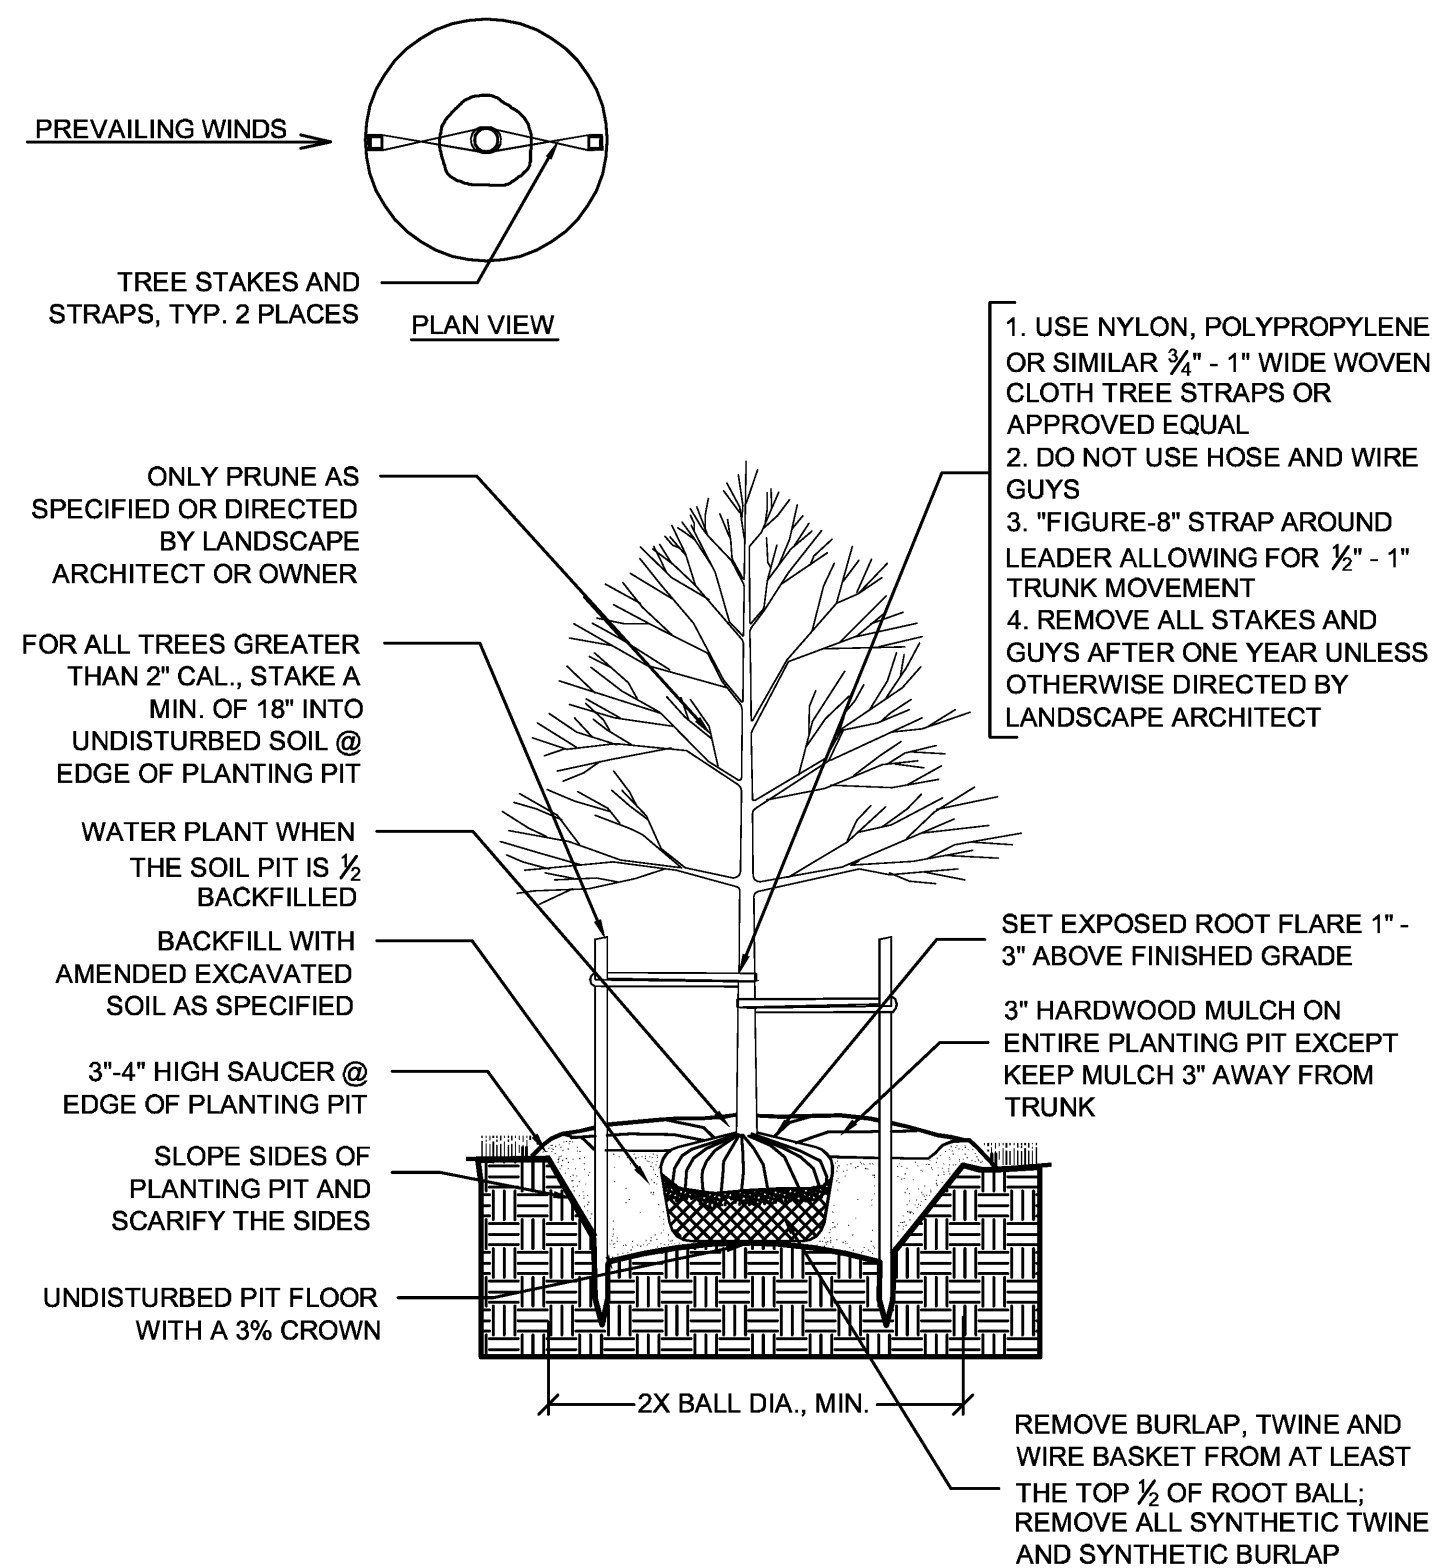 PREVAILING WINDS
TREE STAKES AND
STRAPS, TYP. 2 PLACES
PLAN VIEW
1. USE NYLON, POLYPROPYLENE
OR SIMILAR ¾" - 1" WIDE WOVEN
CLOTH TREE STRAPS OR
APPROVED EQUAL
2. DO NOT USE HOSE AND WIRE
GUYS
3. "FIGURE-8" STRAP AROUND
LEADER ALLOWING FOR ½" - 1"
TRUNK MOVEMENT
4. REMOVE ALL STAKES AND
GUYS AFTER ONE YEAR UNLESS
OTHERWISE DIRECTED BY
LANDSCAPE ARCHITECT
ONLY PRUNE AS
SPECIFIED OR DIRECTED
BY LANDSCAPE
ARCHITECT OR OWNER
FOR ALL TREES GREATER
THAN 2" CAL., STAKE A
MIN. OF 18" INTO
UNDISTURBED SOIL @
EDGE OF PLANTING PIT
WATER PLANT WHEN
THE SOIL PIT IS ½
BACKFILLED
BACKFILL WITH
AMENDED EXCAVATED
SOIL AS SPECIFIED
3"-4" HIGH SAUCER @
EDGE OF PLANTING PIT
SLOPE SIDES OF
PLANTING PIT AND
SCARIFY THE SIDES
UNDISTURBED PIT FLOOR
WITH A 3% CROWN
SET EXPOSED ROOT FLARE 1" -
3" ABOVE FINISHED GRADE
3" HARDWOOD MULCH ON
ENTIRE PLANTING PIT EXCEPT
KEEP MULCH 3" AWAY FROM
TRUNK
2X BALL DIA., MIN.
REMOVE BURLAP, TWINE AND
WIRE BASKET FROM AT LEAST
THE TOP ½ OF ROOT BALL;
REMOVE ALL SYNTHETIC TWINE
AND SYNTHETIC BURLAP